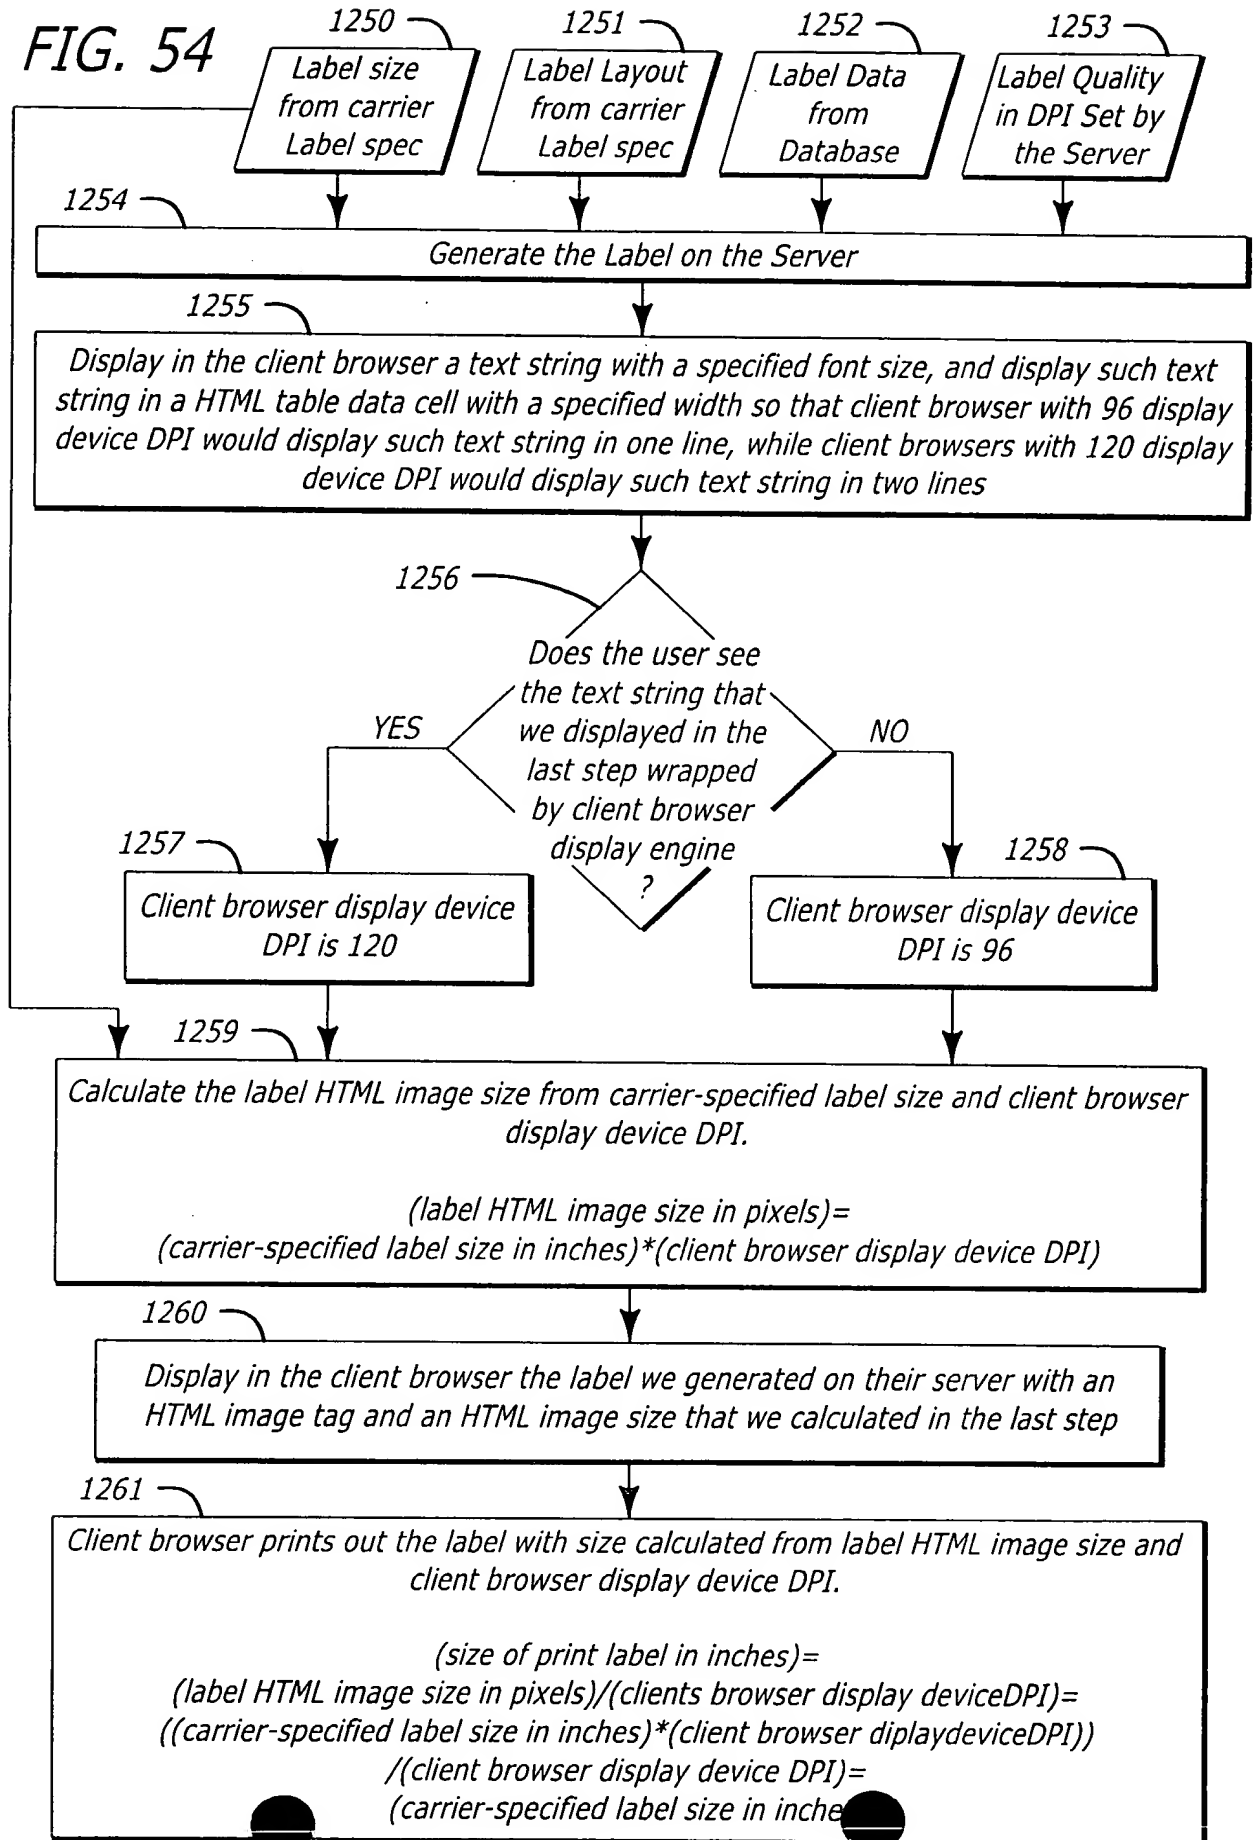 FIG. 54
1250
Label size
from carrier
Label spec
1251
Label Layout
from carrier
Label spec
1252
Label Data
from
Database
1253
Label Quality
in DPI Set by
the Server
1254
Generate the Label on the Server
1255
Display in the client browser a text string with a specified font size, and display such text
string in a HTML table data cell with a specified width so that client browser with 96 display
device DPI would display such text string in one line, while client browsers with 120 display
device DPI would display such text string in two lines
1256
Does the user see
the text string that
we displayed in the
last step wrapped
by client browser
display engine
?
YES
NO
1257
Client browser display device
DPI is 120
1258
Client browser display device
DPI is 96
1259
Calculate the label HTML image size from carrier-specified label size and client browser
display device DPI.
(label HTML image size in pixels)=
(carrier-specified label size in inches)*(client browser display device DPI)
1260
Display in the client browser the label we generated on their server with an
HTML image tag and an HTML image size that we calculated in the last step
1261
Client browser prints out the label with size calculated from label HTML image size and
client browser display device DPI.
(size of print label in inches)=
(label HTML image size in pixels)/(clients browser display deviceDPI)=
((carrier-specified label size in inches)*(client browser diplaydeviceDPI))
/(client browser display device DPI)=
(carrier-specified label size in